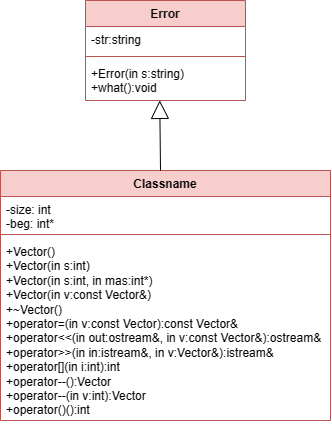 Error
-str:string
+Error(in s:string)
+what():void
Classname
-size: int
-beg: int*
+Vector()
+Vector(in s:int)
+Vector(in s:int, in mas:int*)
+Vector(in v:const Vector&)
+~Vector()
+operator=(in v:const Vector):const Vector&
+operator<<(in out:ostream&, in v:const Vector&):ostream&
+operator>>(in in:istream&, in v:Vector&):istream&
+operator[](in i:int):int
+operator--():Vector
+operator--(in v:int):Vector
+operator()():int